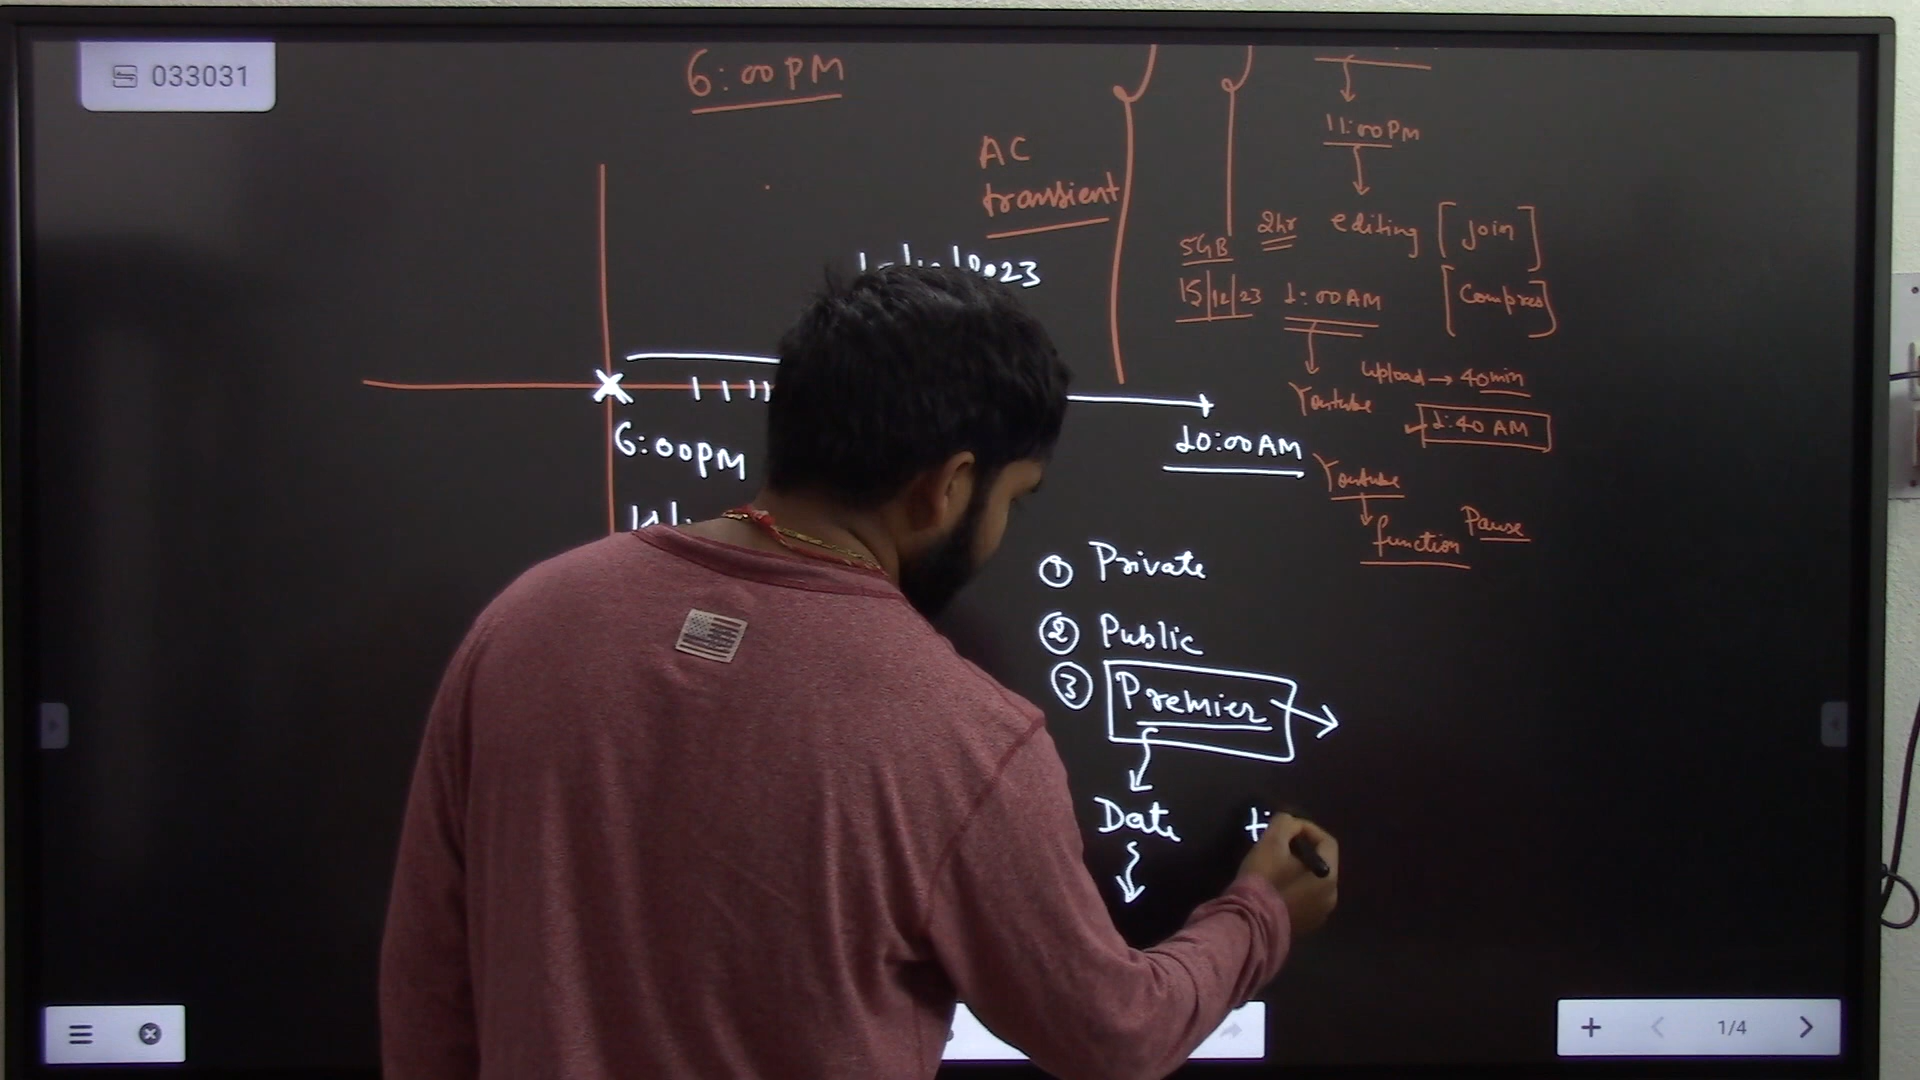 033031
6:00PM
11:00PM
AC
transient
editing [join]
2hr
5GB
15/12/23 1:00AM
[Compress]
2023
Upload → 40min
Youtube
1:40 AM
6:00PM
10:00AM
Youtube
function Pause
① Private
② Public
③ Premier
Date
1/4